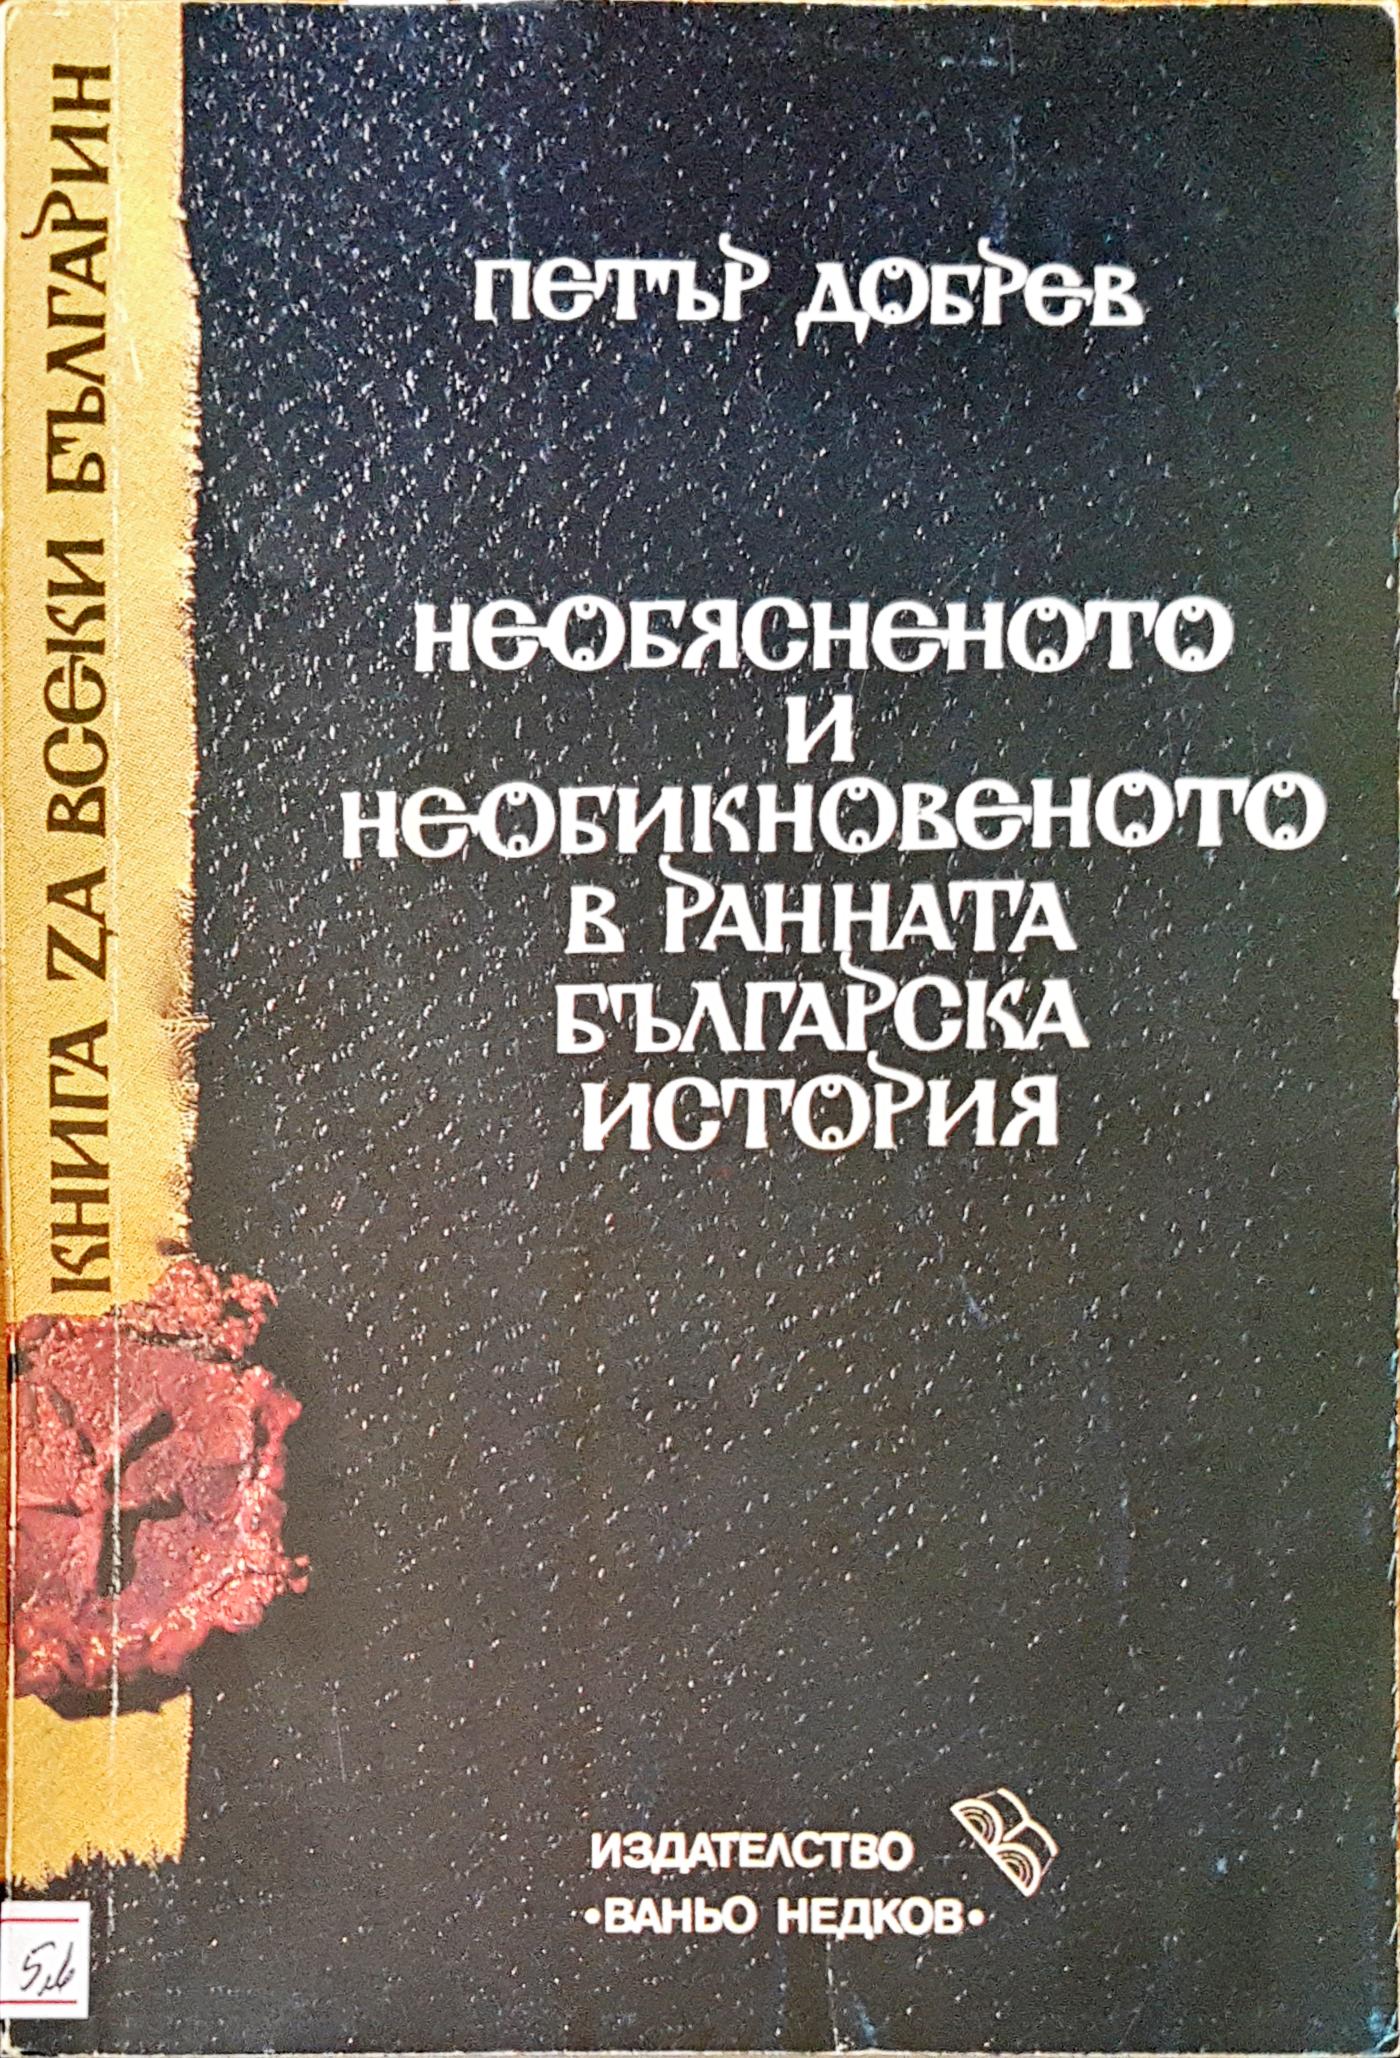 КНИГА ZА ВСЕКИ БЪЛГАРИН
ПЕТЪР ДОБРЕВ
НЕОБЯСНЕНОТО
И
НЕОБИКНОВЕНОТО
В РАННАТА
БЪЛГАРСКА
ИСТОРИЯ
ИЗДАТЕЛСТВО
•ВАНЬО НЕДКОВ•